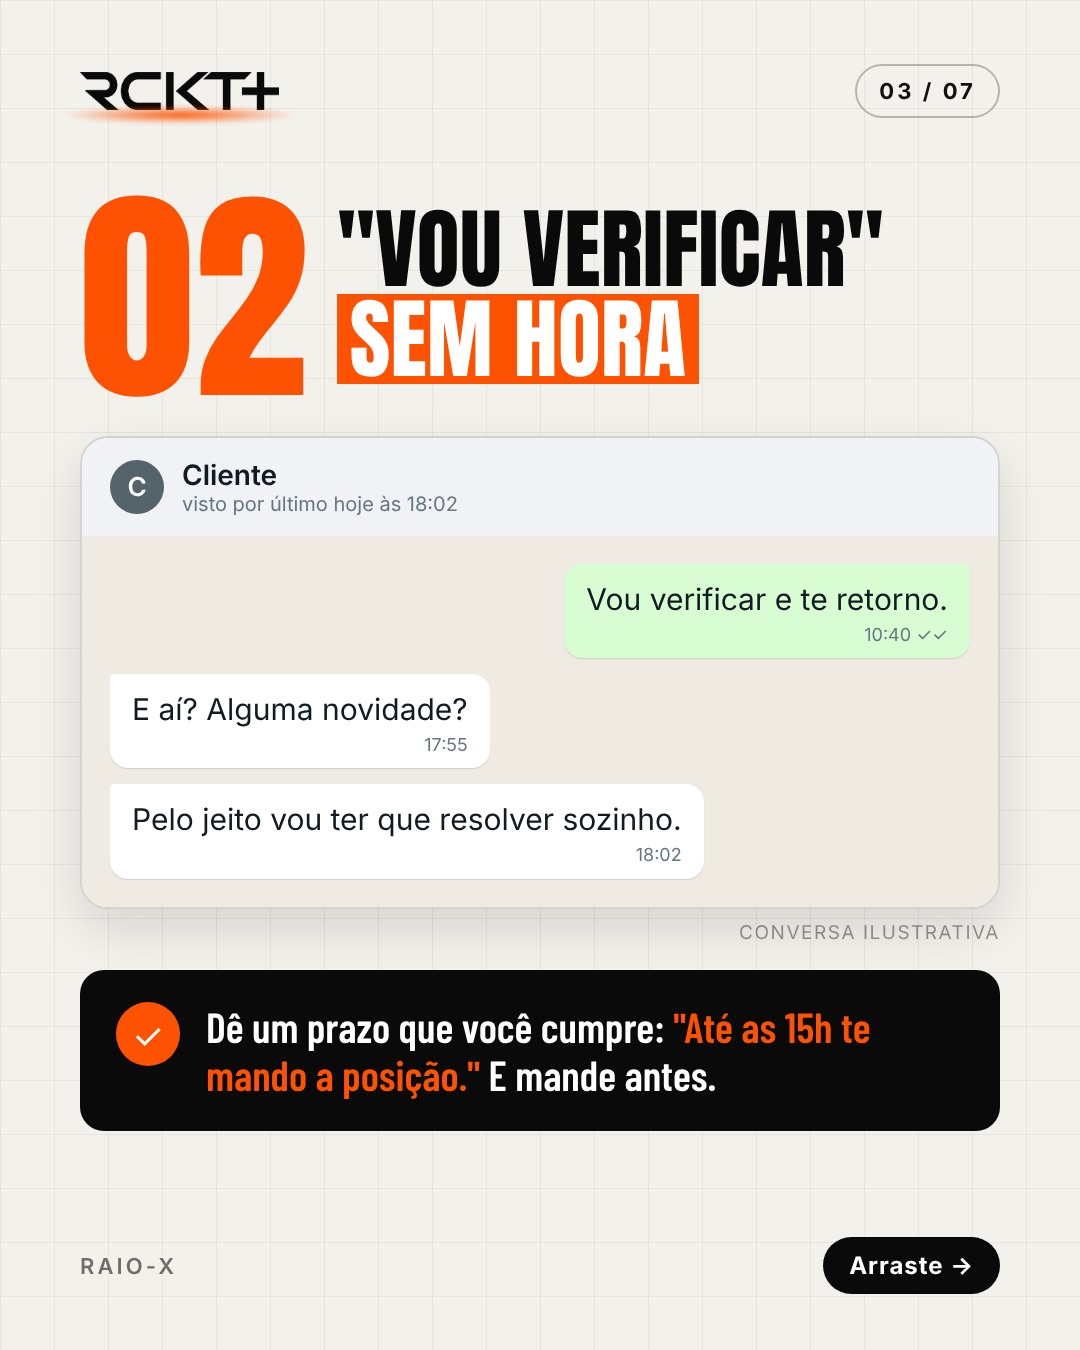 RCKT+
03 / 07
02
"VOU VERIFICAR"
SEM HORA
C
Cliente
visto por último hoje às 18:02
Vou verificar e te retorno.
10:40 ✓✓
E aí? Alguma novidade?
17:55
Pelo jeito vou ter que resolver sozinho.
18:02
CONVERSA ILUSTRATIVA
Dê um prazo que você cumpre: "Até as 15h te
mando a posição." E mande antes.
RAIO-X
Arraste →